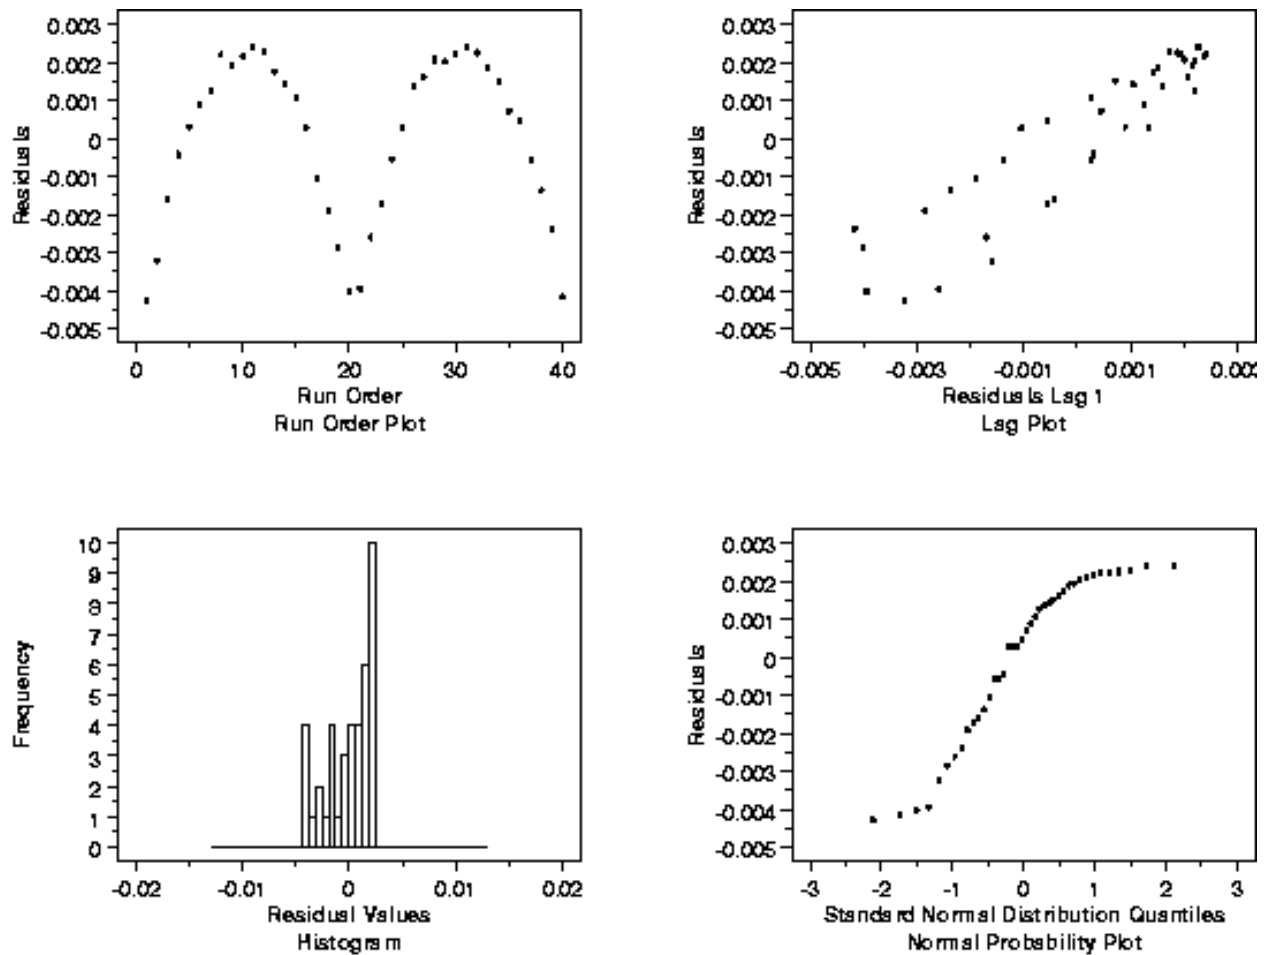 0.003
0.002
0.001
0
-0.001
-0.002
-0.003
-0.004
-0.005
Residuals
0 10 20 30 40
Run Order
Run Order Plot
0.003
0.002
0.001
0
-0.001
-0.002
-0.003
-0.004
-0.005
Residuals
-0.005 -0.003 -0.001 0.001
Residuals Lag 1
Lag Plot
10
9
8
7
6
5
4
3
2
1
0
Frequency
-0.02 -0.01 0 0.01 0.02
Residual Values
Histogram
0.003
0.002
0.001
0
-0.001
-0.002
-0.003
-0.004
-0.005
Residuals
-3 -2 -1 0 1 2 3
Standard Normal Distribution Quantiles
Normal Probability Plot